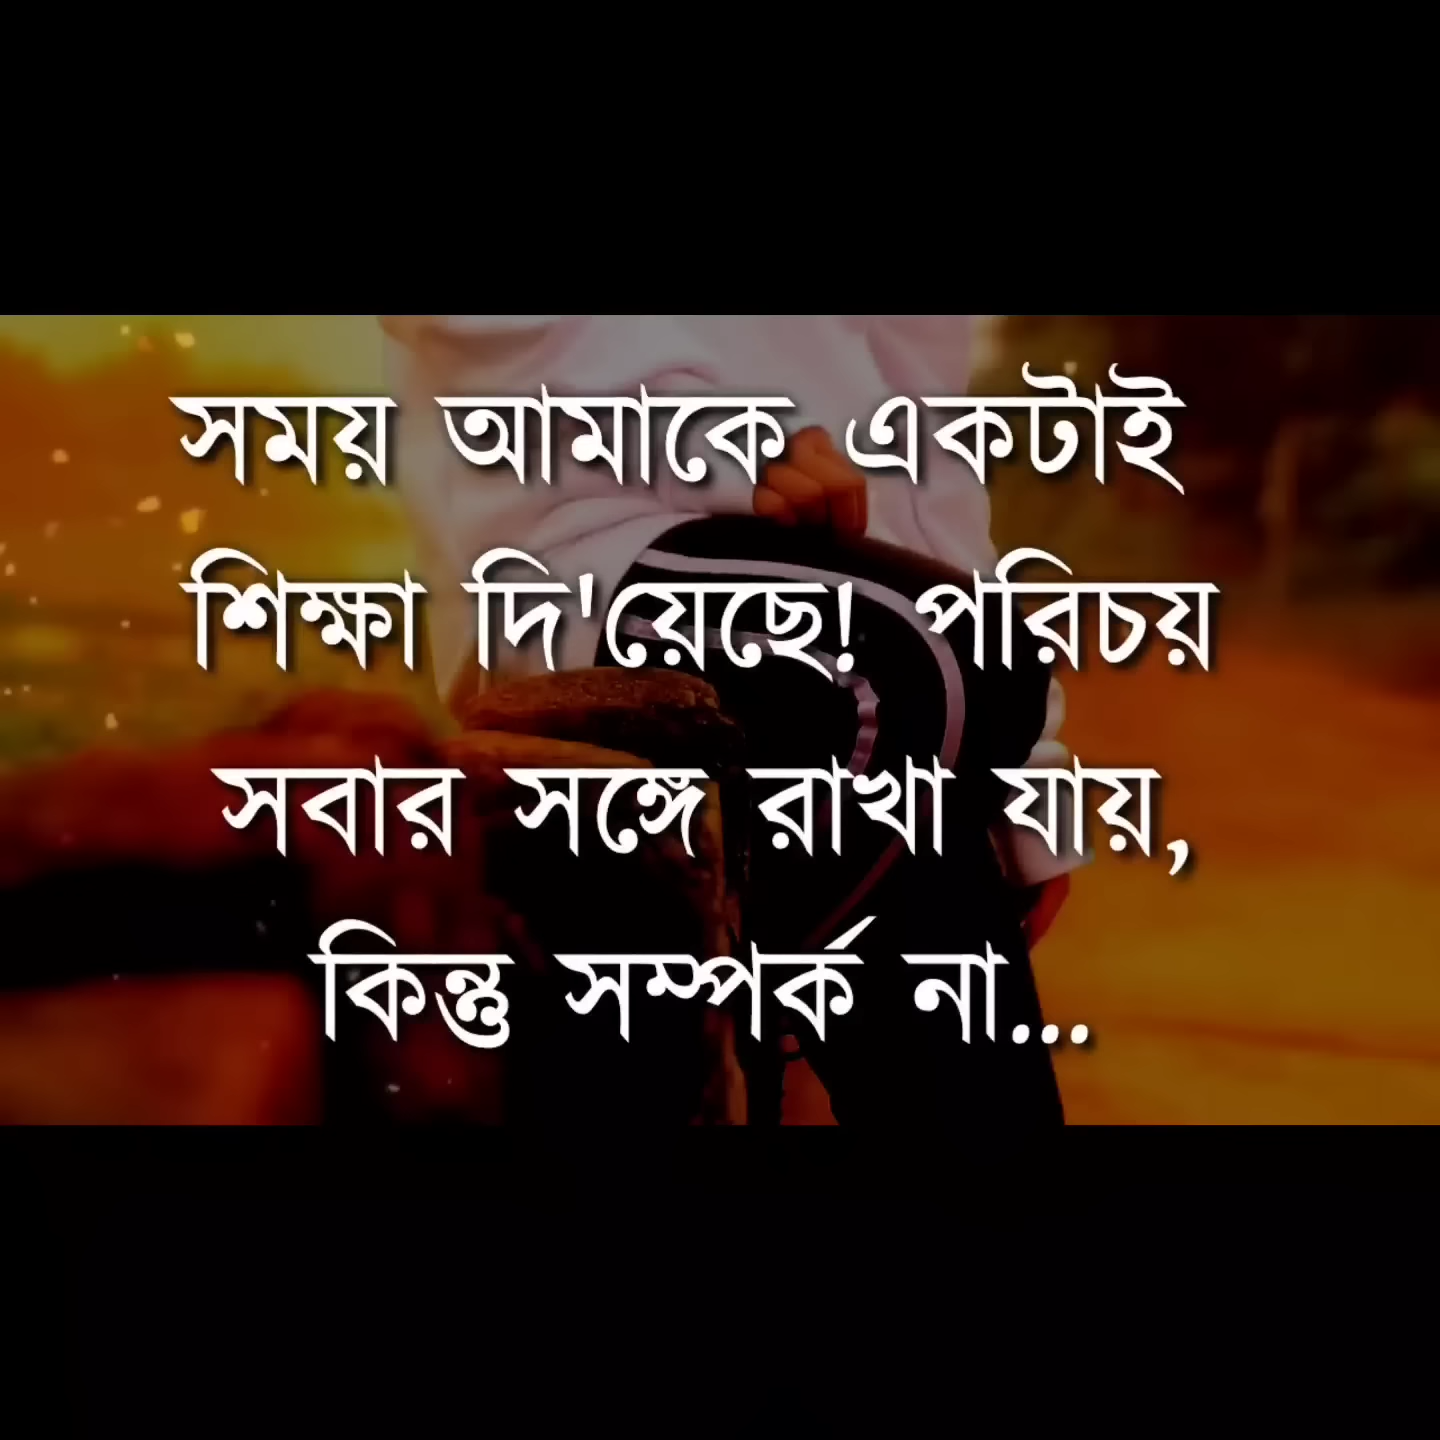 সময় আমাকে একটাই
শিক্ষা দি'য়েছে! পরিচয়
সবার সঙ্গে রাখা যায়,
কিন্তু সম্পর্ক না...